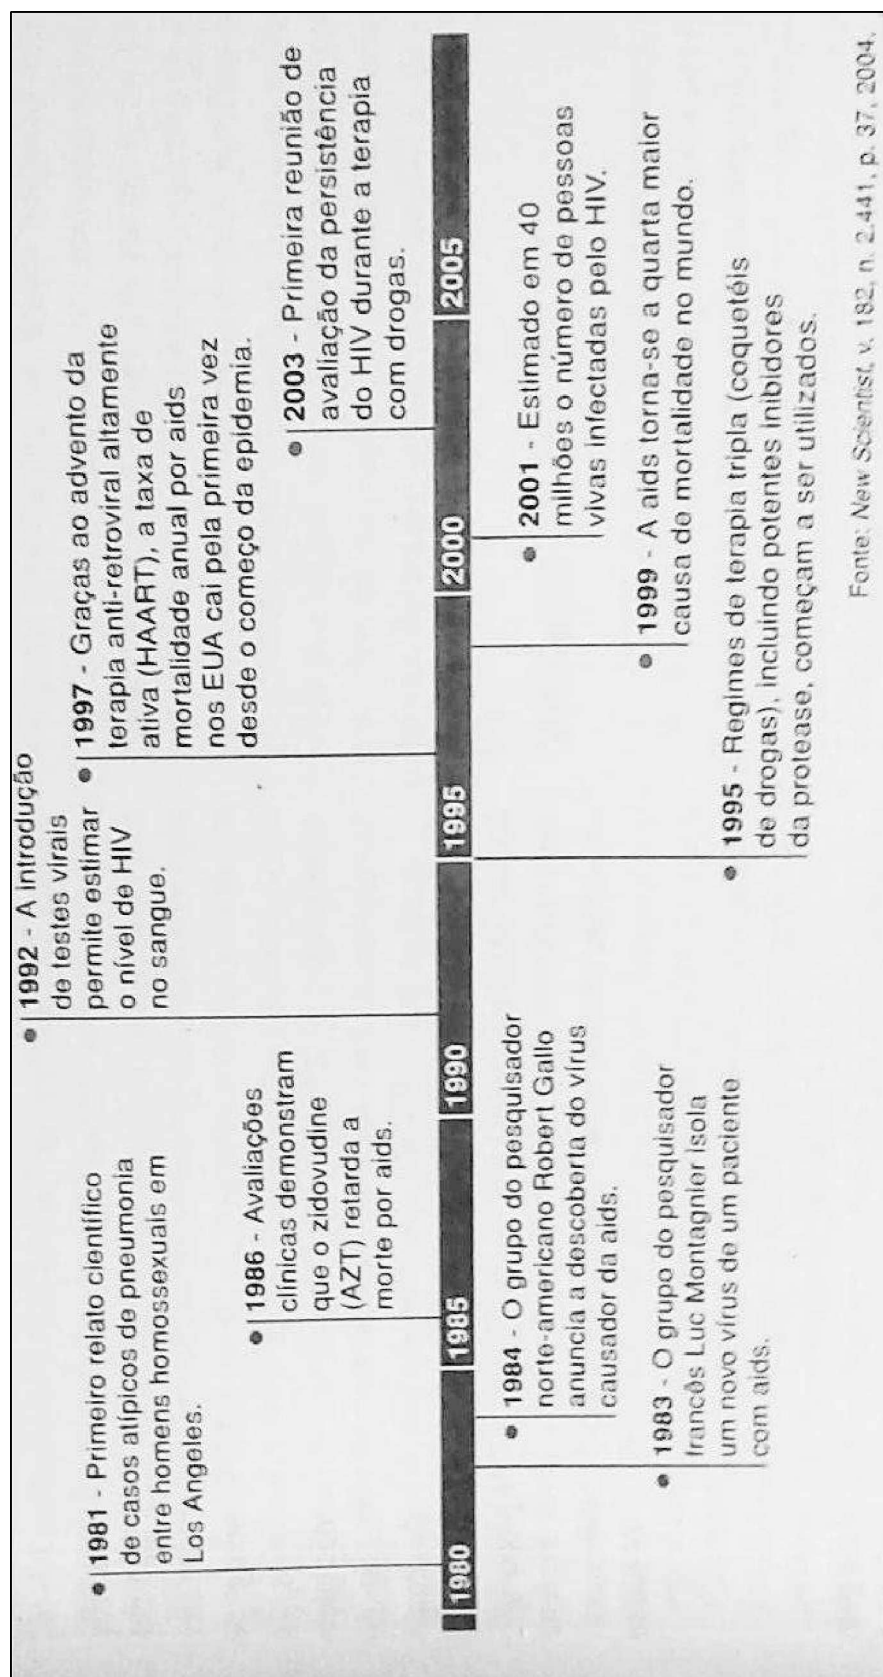 1981 - Primeiro relato científico
de casos atípicos de pneumonia
entre homens homossexuais em
Los Angeles.
1986 - Avaliações
clínicas demonstram
que o zidovudine
(AZT) retarda a
morte por aids.
1992 - A introdução
de testes virais
permite estimar
o nível de HIV
no sangue.
1997 - Graças ao advento da
terapia anti-retroviral altamente
ativa (HAART), a taxa de
mortalidade anual por aids
nos EUA cai pela primeira vez
desde o começo da epidemia.
2003 - Primeira reunião de
avaliação da persistência
do HIV durante a terapia
com drogas.
1980
1985
1990
1995
2000
2005
1984 - O grupo do pesquisador
norte-americano Robert Gallo
anuncia a descoberta do vírus
causador da aids.
1983 - O grupo do pesquisador
francês Luc Montagnier isola
um novo vírus de um paciente
com aids.
2001 - Estimado em 40
milhões o número de pessoas
vivas infectadas pelo HIV.
1999 - A aids torna-se a quarta maior
causa de mortalidade no mundo.
1995 - Regimes de terapia tripla (coquetéis
de drogas), incluindo potentes inibidores
da protease, começam a ser utilizados.
Fonte: New Scientist, v. 182, n. 2.441, p. 37, 2004.